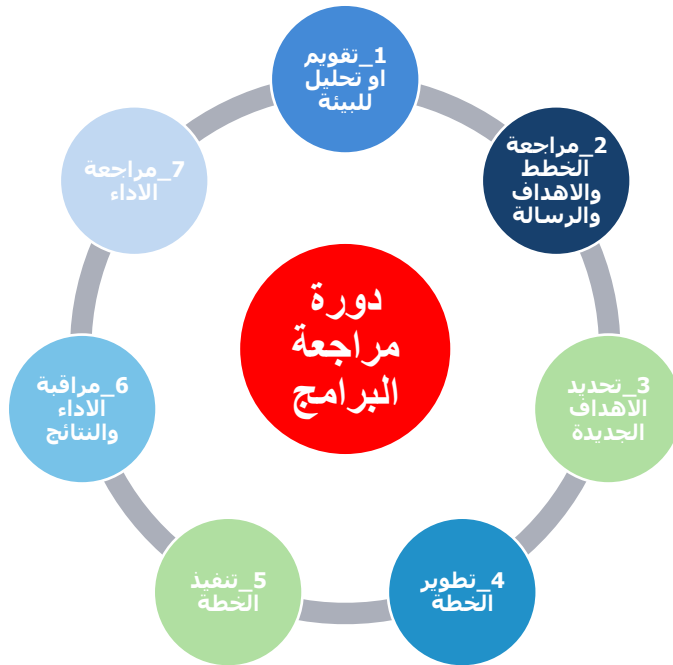 1_تقويم
او تحليل
للبيئة
2_مراجعة
الخطط
والاهداف
والرسالة
3_تحديد
الاهداف
الجديدة
4_تطوير
الخطة
5_تنفيذ
الخطة
6_مراقبة
الاداء
والنتائج
7_مراجعة
الاداء
دورة
مراجعة
البرامج